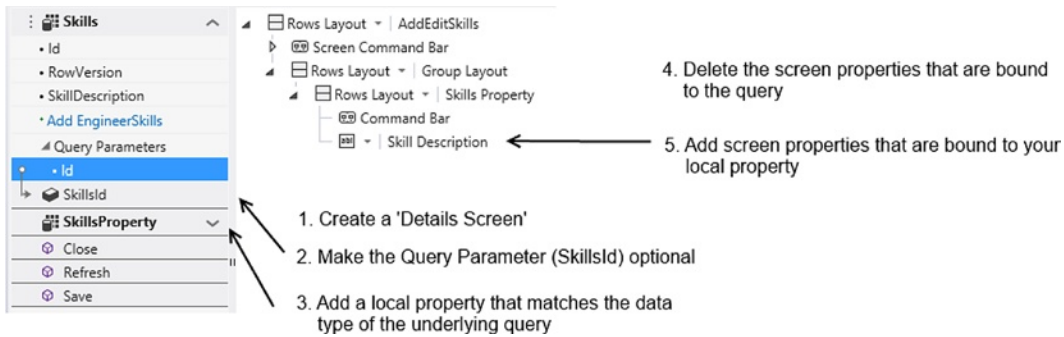 Skills
Id
RowVersion
SkillDescription
Add EngineerSkills
Query Parameters
Id
SkillsId
SkillsProperty
Close
Refresh
Save
Rows Layout | AddEditSkills
Screen Command Bar
Rows Layout | Group Layout
Rows Layout | Skills Property
Command Bar
abl | Skill Description
1. Create a 'Details Screen'
2. Make the Query Parameter (SkillsId) optional
3. Add a local property that matches the data
type of the underlying query
4. Delete the screen properties that are bound
to the query
5. Add screen properties that are bound to your
local property